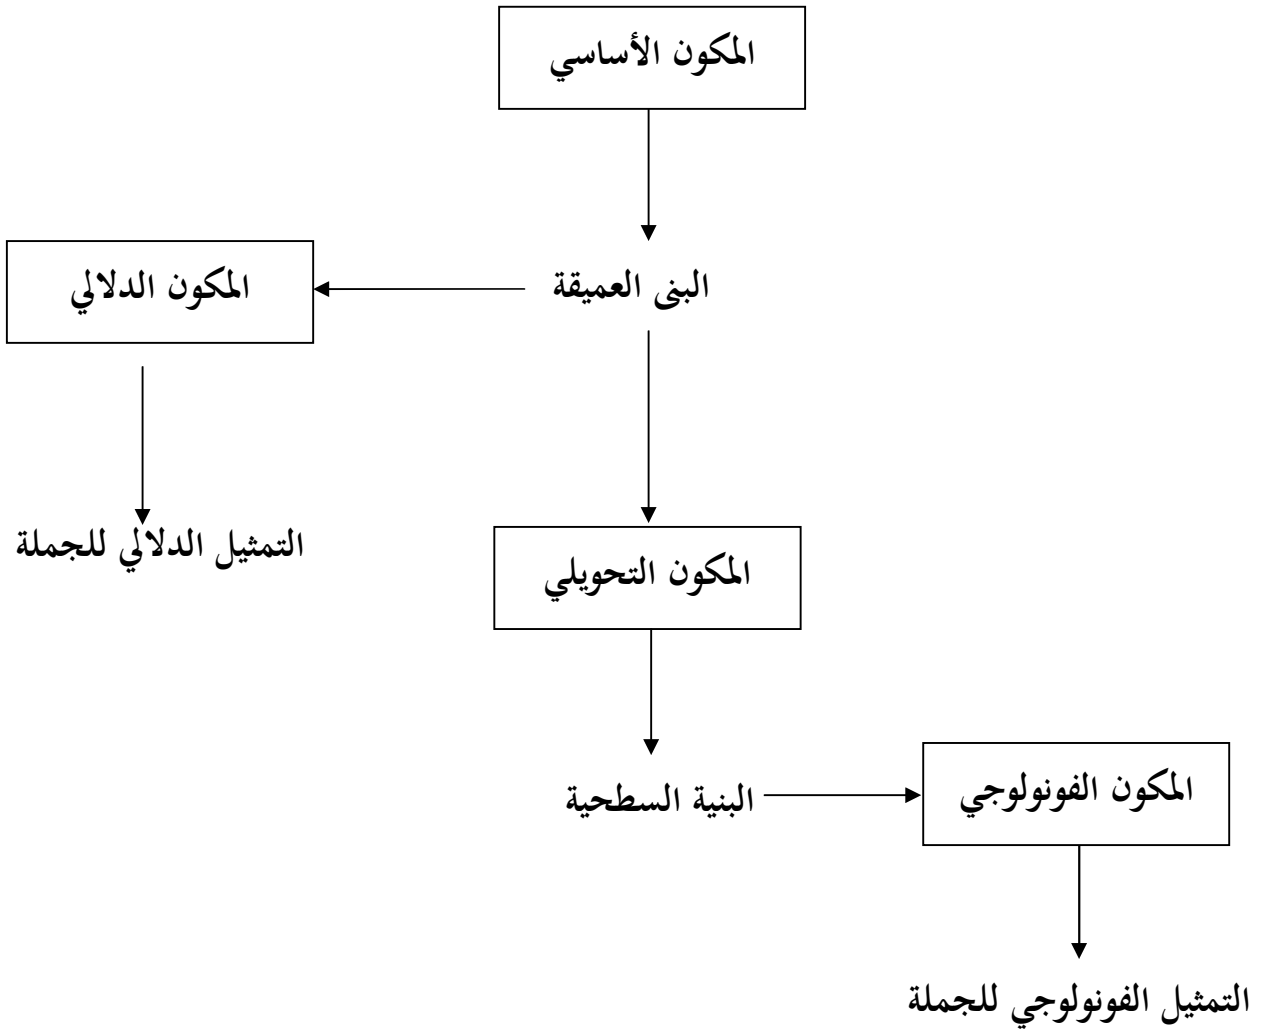 المكون الأساسي
البنى العميقة
المكون الدلالي
التمثيل الدلالي للجملة
المكون التحويلي
البنية السطحية
المكون الفونولوجي
التمثيل الفونولوجي للجملة